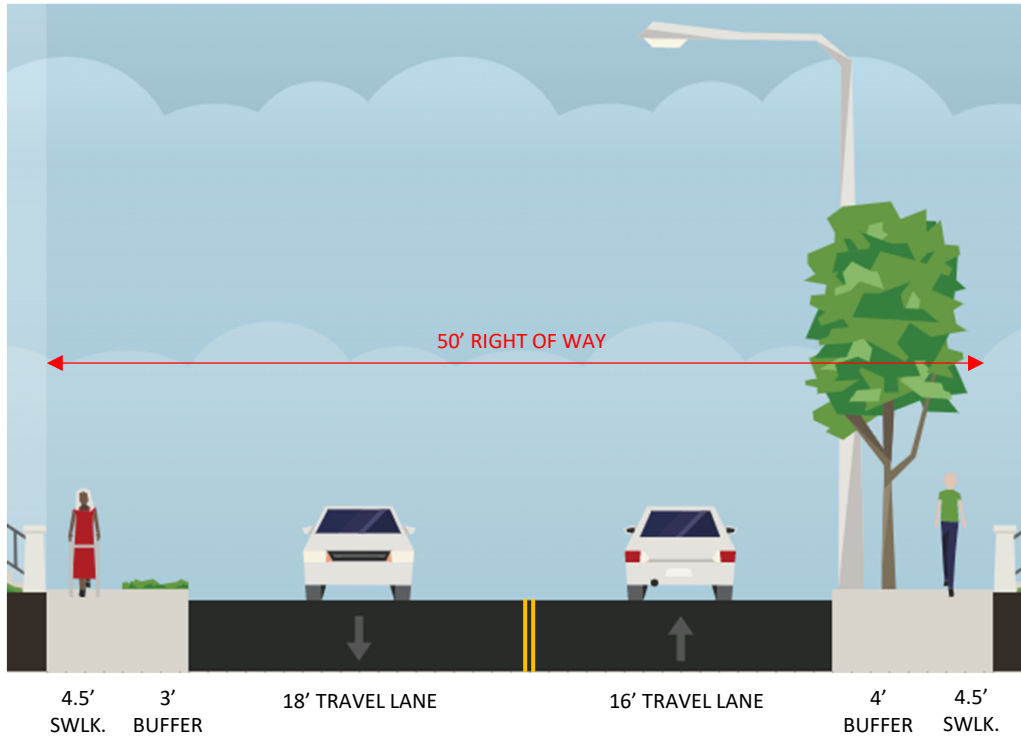 50’ RIGHT OF WAY
4.5’
SWLK.
3’
BUFFER
18’ TRAVEL LANE
16’ TRAVEL LANE
4’
BUFFER
4.5’
SWLK.